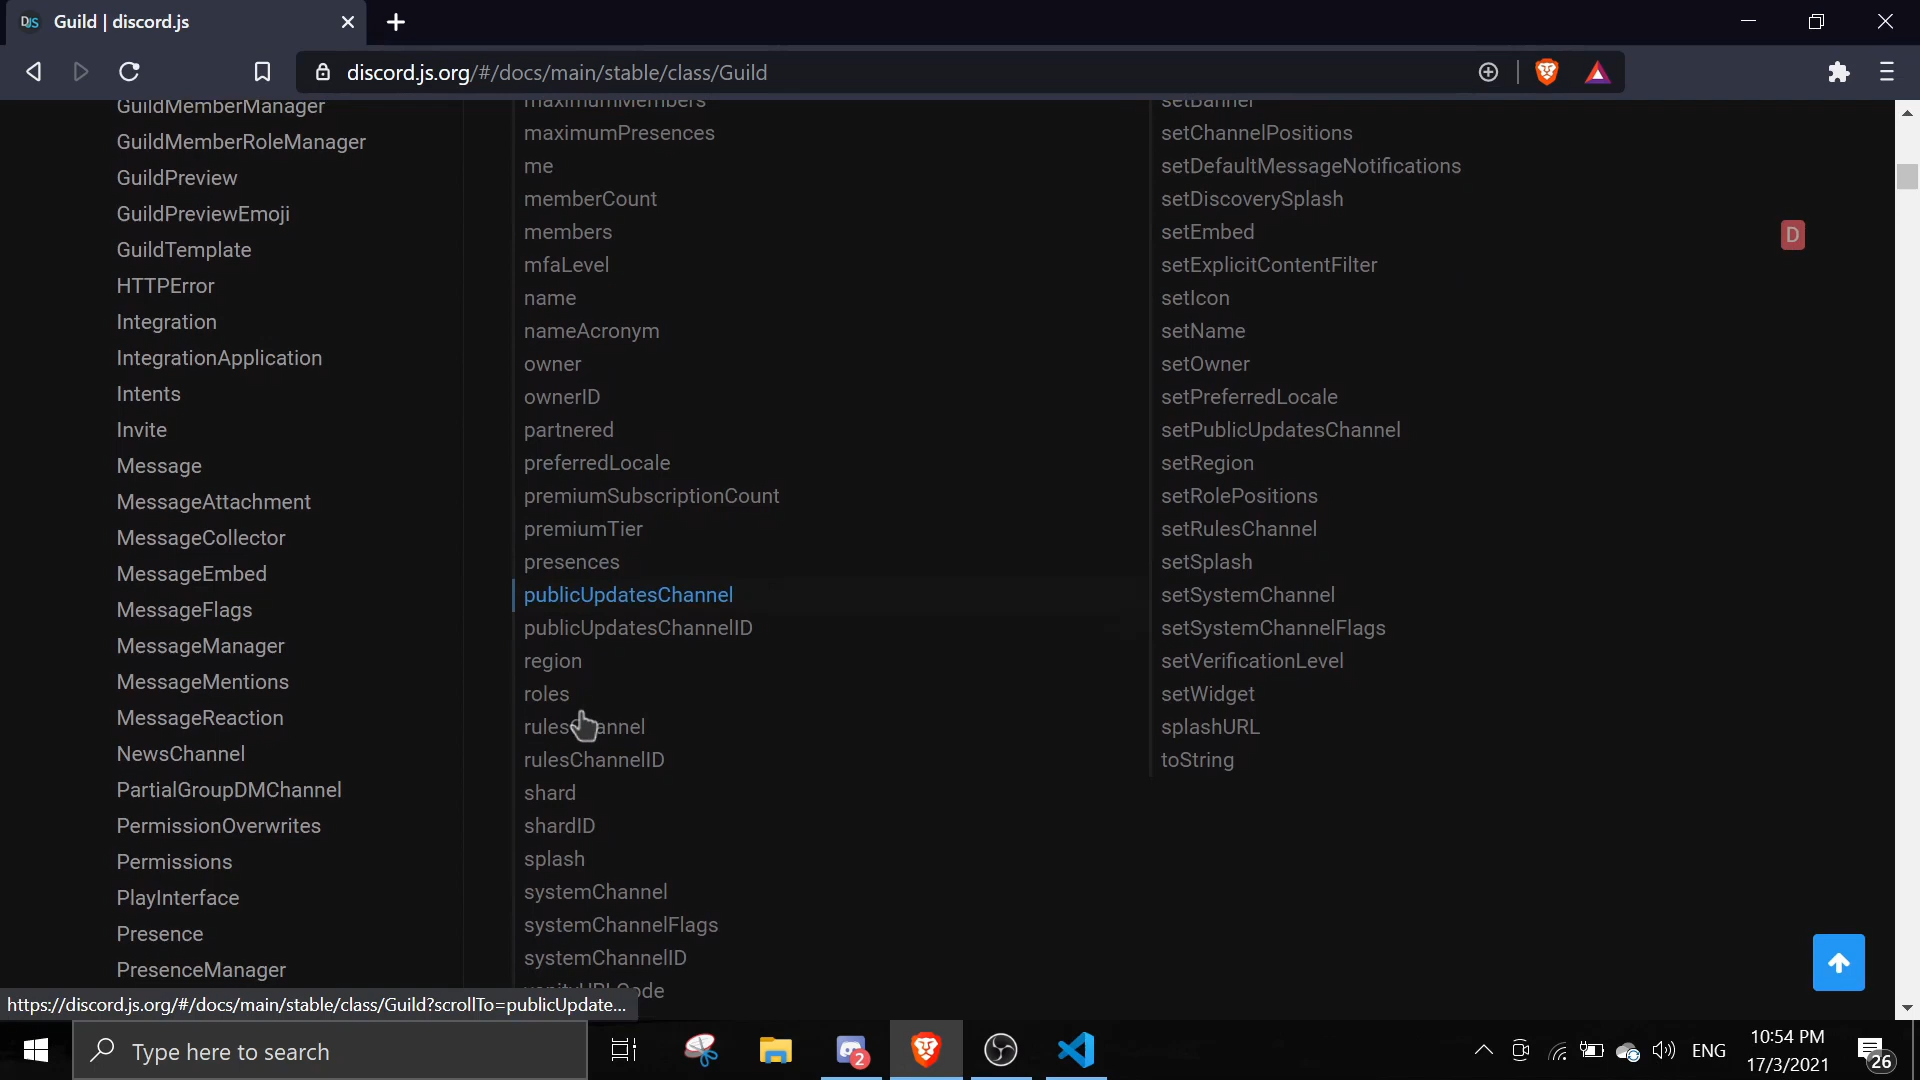 Guild | discord.js
discord.js.org/#/docs/main/stable/class/Guild
GuildMemberManager
GuildMemberRoleManager
GuildPreview
GuildPreviewEmoji
GuildTemplate
HTTPError
Integration
IntegrationApplication
Intents
Invite
Message
MessageAttachment
MessageCollector
MessageEmbed
MessageFlags
MessageManager
MessageMentions
MessageReaction
NewsChannel
PartialGroupDMChannel
PermissionOverwrites
Permissions
PlayInterface
Presence
PresenceManager
maximumMembers
maximumPresences
me
memberCount
members
mfaLevel
name
nameAcronym
owner
ownerID
partnered
preferredLocale
premiumSubscriptionCount
premiumTier
presences
publicUpdatesChannel
publicUpdatesChannelID
region
roles
rulesChannel
rulesChannelID
shard
shardID
splash
systemChannel
systemChannelFlags
systemChannelID
vanityURLCode
setBanner
setChannelPositions
setDefaultMessageNotifications
setDiscoverySplash
setEmbed D
setExplicitContentFilter
setIcon
setName
setOwner
setPreferredLocale
setPublicUpdatesChannel
setRegion
setRolePositions
setRulesChannel
setSplash
setSystemChannel
setSystemChannelFlags
setVerificationLevel
setWidget
splashURL
toString
https://discord.js.org/#/docs/main/stable/class/Guild?scrollTo=publicUpdate...
Type here to search
2
ENG
10:54 PM
17/3/2021
26